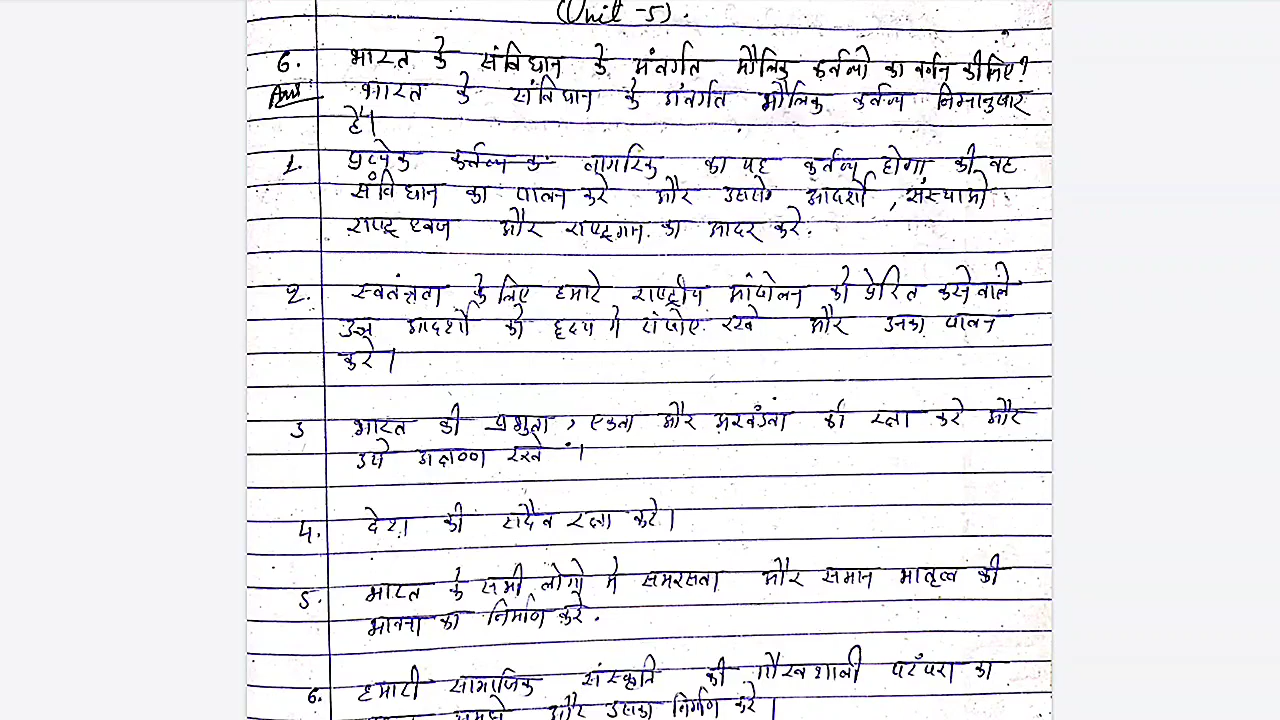 (Unit -5).
6. भारत के संविधान के अंतर्गत मौलिक कर्तव्यो का वर्णन कीजिए?
Ans भारत के संविधान के अंतर्गत मौलिक कर्तव्य निम्नानुसार
है।
1. प्रत्येक कर्तव्य के नागरिक का यह कर्तव्य होगा की वह
संविधान का पालन करे और उसके आदर्शो, संस्थाओ
राष्ट्र ध्वज और राष्ट्रगान का आदर करे.
2. स्वतंत्रता के लिए हमारे राष्ट्रीय आंदोलन को प्रेरित करने वाले
उच्च आदर्शो को हृदय मे संजोए रखे और उनका पालन
करे।
3 भारत की प्रभुता, एकता और अखंडता की रक्षा करे और
उसे अक्षुण्ण रखे।
4. देश की सदैव रक्षा करे।
5. भारत के सभी लोगो मे समरसता और समान भातृत्व की
भावना का निर्माण करे.
6. हमारी सामाजिक संस्कृति की गौरवशाली परंपरा का
समझे और उसका निर्माण करे।